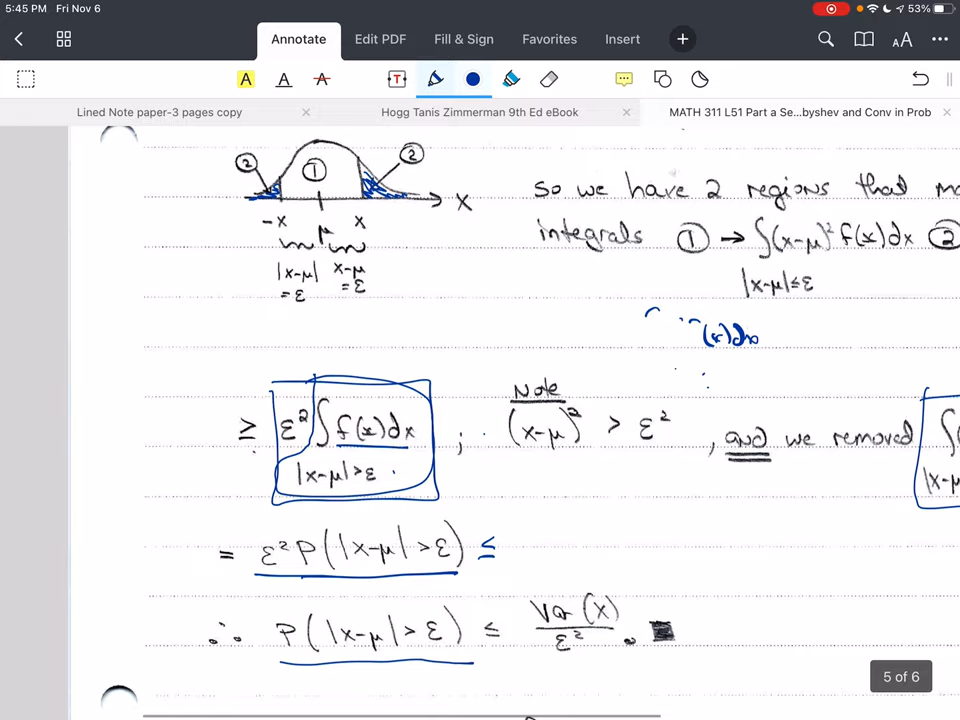 5:45 PM Fri Nov 6 53%
Annotate Edit PDF Fill & Sign Favorites Insert
Lined Note paper-3 pages copy Hogg Tanis Zimmerman 9th Ed eBook MATH 311 L51 Part a Se...byshev and Conv in Prob
② ① ②
-x μ x X
|x-μ| x-μ
= ε = ε
so we have 2 regions that
integrals ① → ∫(x-μ)² f(x)dx ②
|x-μ|≤ε
(x)dx
Note
≥ ε² ∫ f(x)dx ; (x-μ)² > ε² , and we removed ∫
|x-μ|>ε
= ε² P(|x-μ|>ε) ≤
∴ P(|x-μ|>ε) ≤ Var(x)/ε² . ■
5 of 6